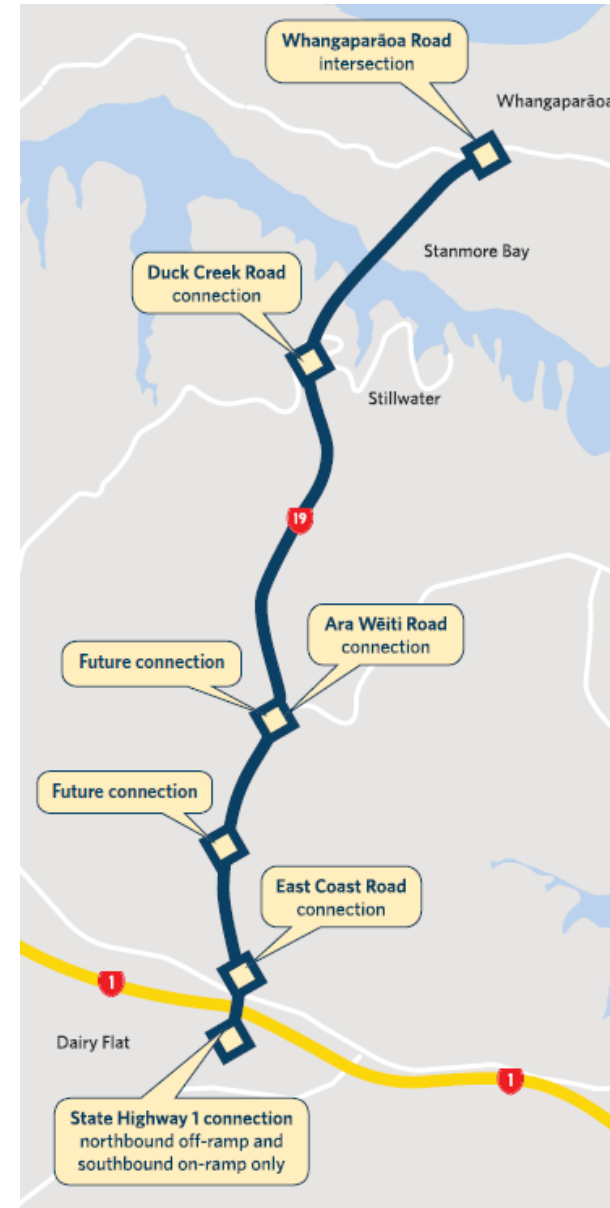 Whangaparāoa Road
intersection
Whangaparāoa
Stanmore Bay
Duck Creek Road
connection
Stillwater
19
Ara Wēiti Road
connection
Future connection
Future connection
East Coast Road
connection
1
Dairy Flat
1
State Highway 1 connection
northbound off-ramp and
southbound on-ramp only